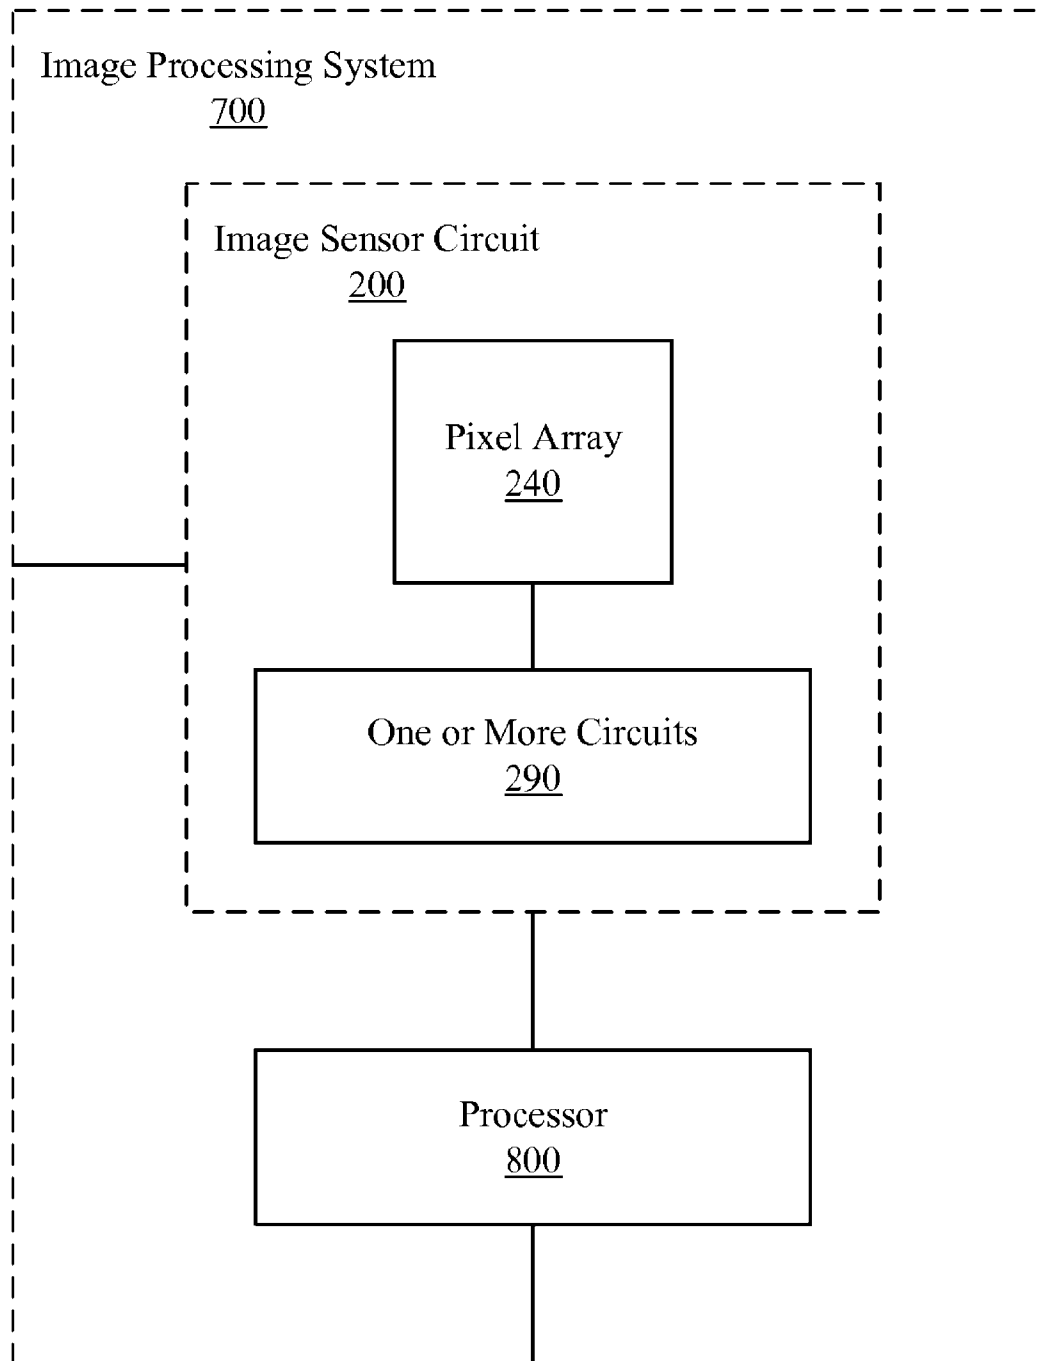 Image Processing System
700
Image Sensor Circuit
200
Pixel Array
240
One or More Circuits
290
Processor
800